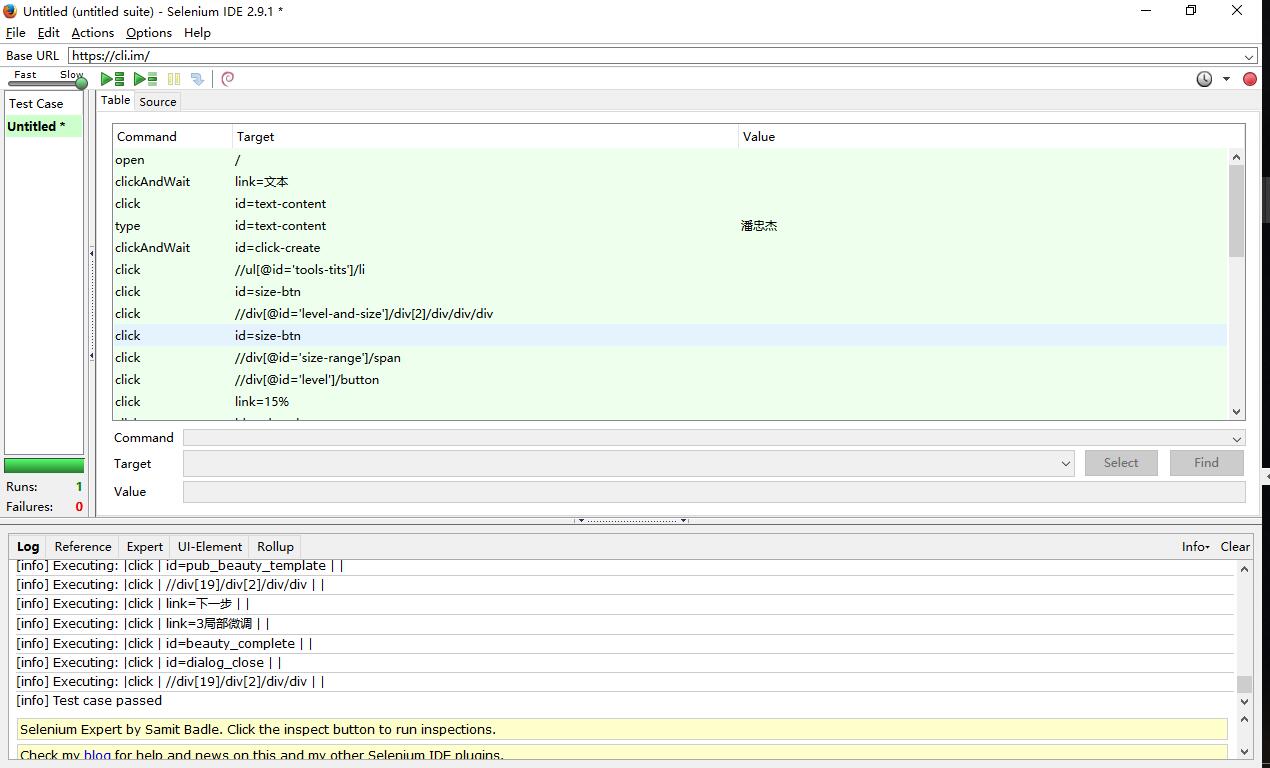 Untitled (untitled suite) - Selenium IDE 2.9.1 *
File Edit Actions Options Help
Base URL https://cli.im/
Fast Slow
Test Case
Untitled *
Table Source
Command Target Value
open /
clickAndWait link=文本
click id=text-content
type id=text-content 潘忠杰
clickAndWait id=click-create
click //ul[@id='tools-tits']/li
click id=size-btn
click //div[@id='level-and-size']/div[2]/div/div/div
click id=size-btn
click //div[@id='size-range']/span
click //div[@id='level']/button
click link=15%
Command
Target Select Find
Value
Runs: 1
Failures: 0
Log Reference Expert UI-Element Rollup Info Clear
[info] Executing: |click | id=pub_beauty_template | |
[info] Executing: |click | //div[19]/div[2]/div/div | |
[info] Executing: |click | link=下一步 | |
[info] Executing: |click | link=3局部微调 | |
[info] Executing: |click | id=beauty_complete | |
[info] Executing: |click | id=dialog_close | |
[info] Executing: |click | //div[19]/div[2]/div/div | |
[info] Test case passed
Selenium Expert by Samit Badle. Click the inspect button to run inspections.
Check my blog for help and news on this and my other Selenium IDE plugins.